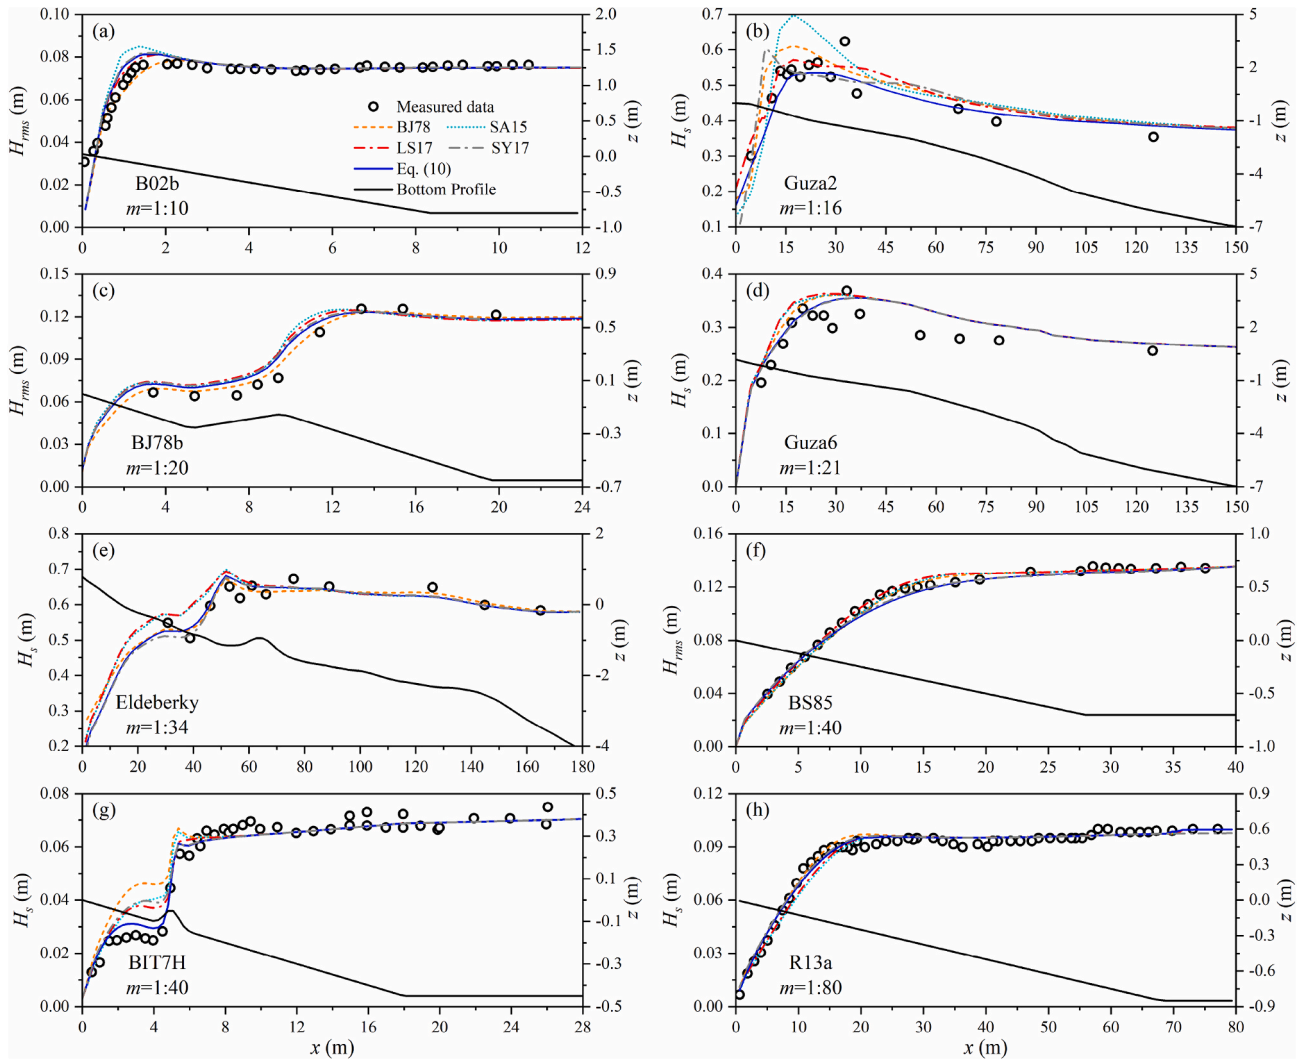 (a)
0.10
0.08
0.06
0.04
0.02
0.00
H_rms (m)
2.0
1.5
1.0
0.5
0.0
-0.5
-1.0
z (m)
Measured data
BJ78 SA15
LS17 SY17
Eq. (10)
Bottom Profile
B02b
m=1:10
0 2 4 6 8 10 12
(b)
0.7
0.6
0.5
0.4
0.3
0.2
0.1
H_s (m)
5
2
-1
-4
-7
z (m)
Guza2
m=1:16
0 15 30 45 60 75 90 105 120 135 150
(c)
0.15
0.12
0.09
0.06
0.03
0.00
H_rms (m)
0.9
0.5
0.1
-0.3
-0.7
z (m)
BJ78b
m=1:20
0 4 8 12 16 20 24
(d)
0.4
0.3
0.2
0.1
0.0
H_s (m)
5
2
-1
-4
-7
z (m)
Guza6
m=1:21
0 15 30 45 60 75 90 105 120 135 150
(e)
0.8
0.7
0.6
0.5
0.4
0.3
0.2
H_s (m)
2
0
-2
-4
z (m)
Eldeberky
m=1:34
0 20 40 60 80 100 120 140 160 180
(f)
0.16
0.12
0.08
0.04
0.00
H_rms (m)
1.0
0.5
0.0
-0.5
-1.0
z (m)
BS85
m=1:40
0 5 10 15 20 25 30 35 40
(g)
0.08
0.06
0.04
0.02
0.00
H_s (m)
0.5
0.3
0.1
-0.1
-0.3
-0.5
z (m)
BIT7H
m=1:40
0 4 8 12 16 20 24 28
x (m)
(h)
0.12
0.09
0.06
0.03
0.00
H_s (m)
0.9
0.6
0.3
0.0
-0.3
-0.6
-0.9
z (m)
R13a
m=1:80
0 10 20 30 40 50 60 70 80
x (m)